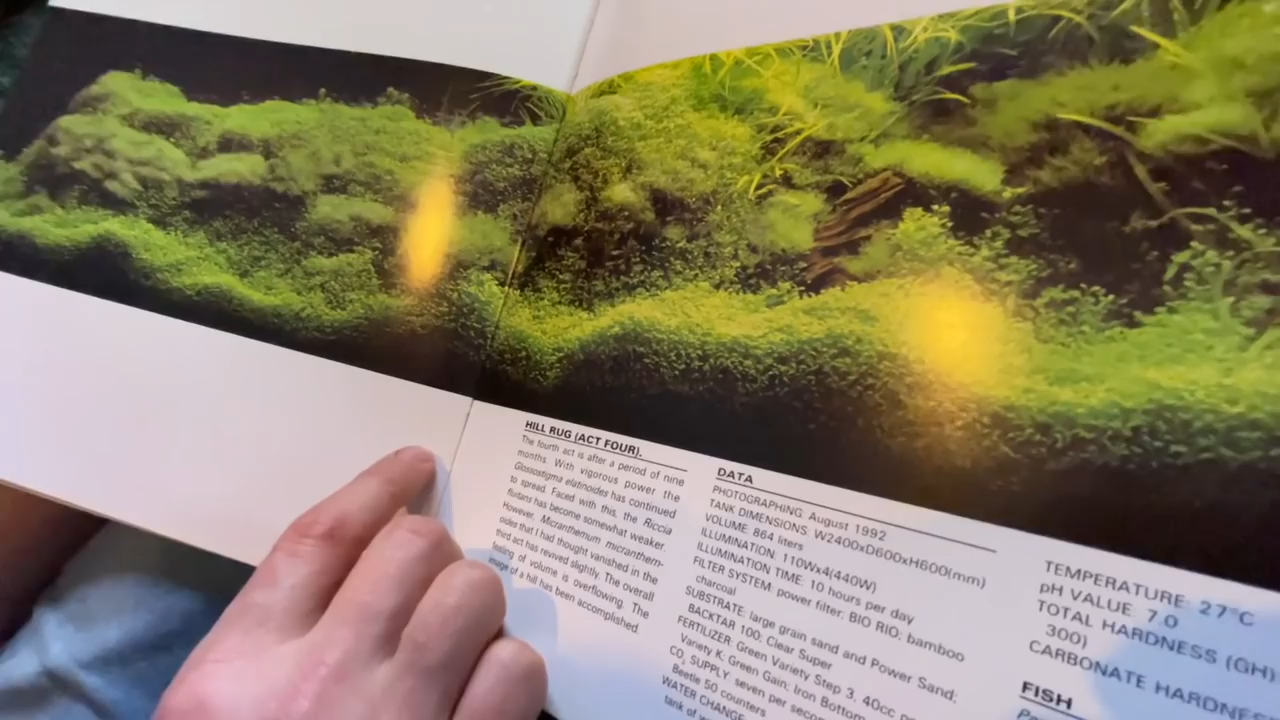 HILL RUG (ACT FOUR).
The fourth act is after a period of nine
months. With vigorous power the
Glossostigma elatinoides has continued
to spread. Faced with this, the Riccia
fluitans has become somewhat weaker.
However, Micranthemum micranthem-
oides that I had thought vanished in the
third act has revived slightly. The overall
feeling of volume is overflowing. The
image of a hill has been accomplished.
DATA
PHOTOGRAPHING: August 1992
TANK DIMENSIONS: W2400xD600xH600(mm)
VOLUME: 864 liters
ILLUMINATION: 110Wx4(440W)
ILLUMINATION TIME: 10 hours per day
FILTER SYSTEM: power filter; BIO RIO; bamboo
charcoal
SUBSTRATE: large grain sand and Power Sand;
BACKTAR 100; Clear Super
FERTILIZER: Green Variety Step 3, 40cc
Variety K; Green Gain; Iron Bottom
CO2 SUPPLY: seven per
Beetle 50 counters
WATER CHANGE
tank of
TEMPERATURE: 27°C
pH VALUE: 7.0
TOTAL HARDNESS (GH)
300)
CARBONATE
FISH